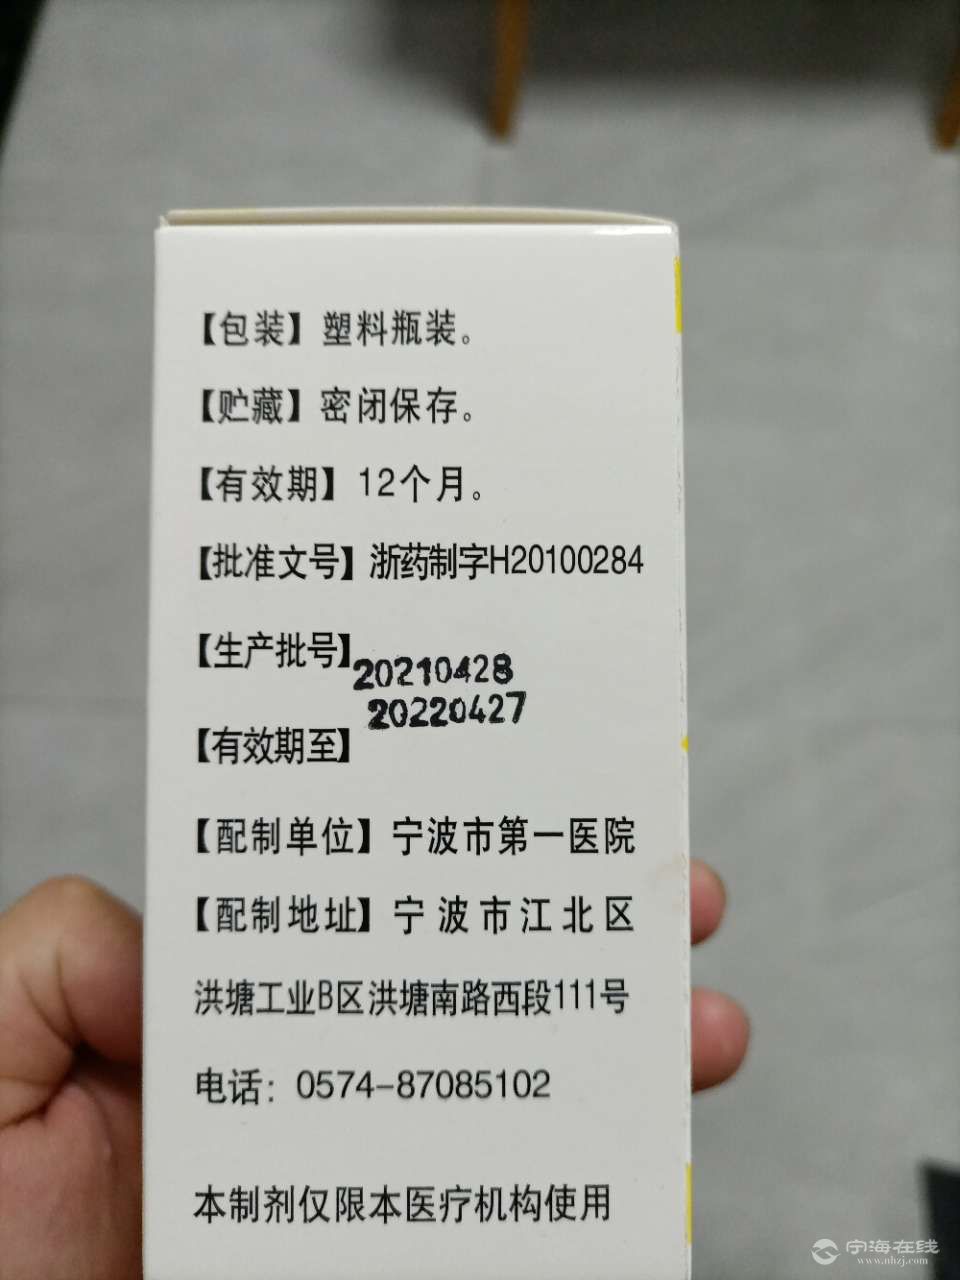 【包装】塑料瓶装。
【贮藏】密闭保存。
【有效期】12个月。
【批准文号】浙药制字H20100284
【生产批号】20210428
20220427
【有效期至】
【配制单位】宁波市第一医院
【配制地址】宁波市江北区
洪塘工业B区洪塘南路西段111号
电话：0574-87085102
本制剂仅限本医疗机构使用
宁海在线
www.nhzj.com